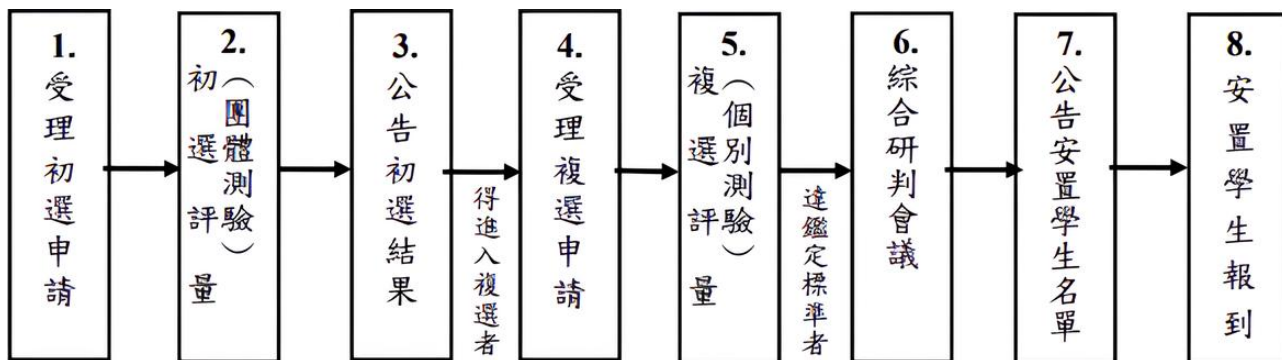 1.
受理初選申請
2.
初選評量
（團體測驗）
3.
公告初選結果
得進入複選者
4.
受理複選申請
5.
複選評量
（個別測驗）
達鑑定標準者
6.
綜合研判會議
7.
公告安置學生名單
8.
安置學生報到